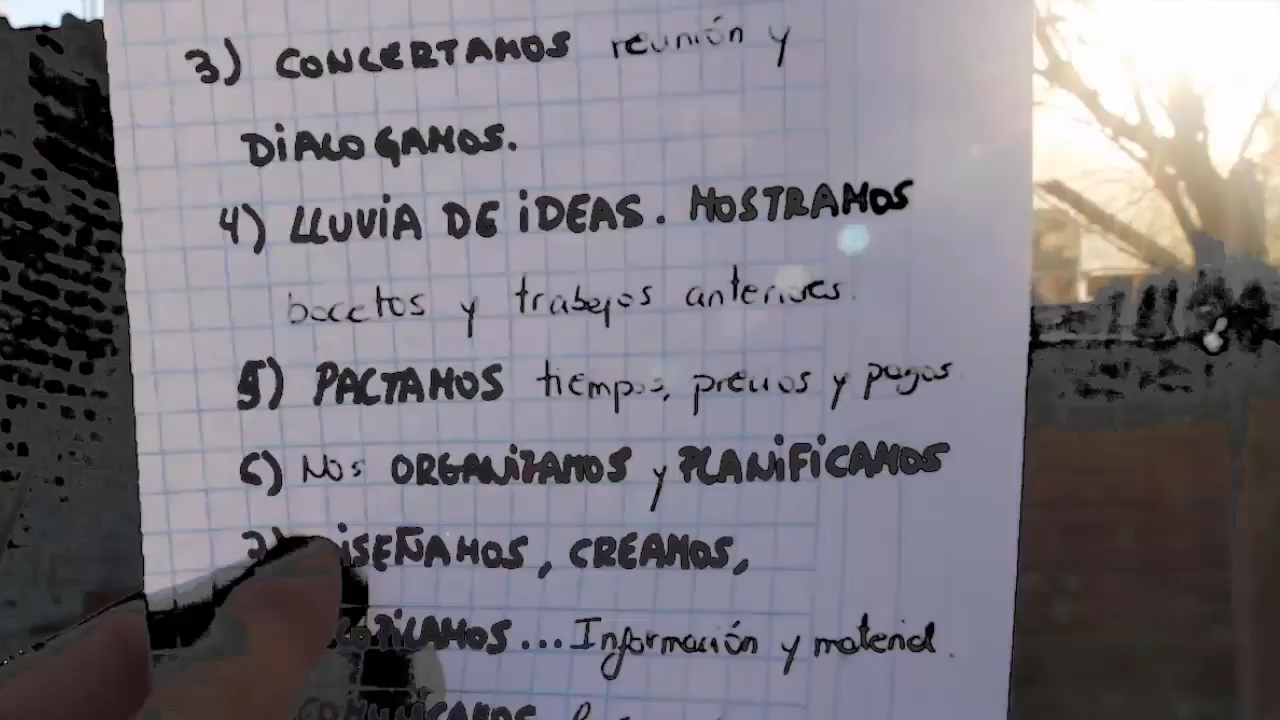 3) CONCERTAMOS reunión y
DiALOGAMOS.
4) LLUViA DE iDEAS. MOSTRAMOS
bocetos y trabajos anteriores.
5) PACTAMOS tiempos, precios y pagos
6) Nos ORGANiZAMOS y PLANiFiCAMOS
iSEÑAMOS, CREAMOS,
... Información y material.
COMUNiCAMOS